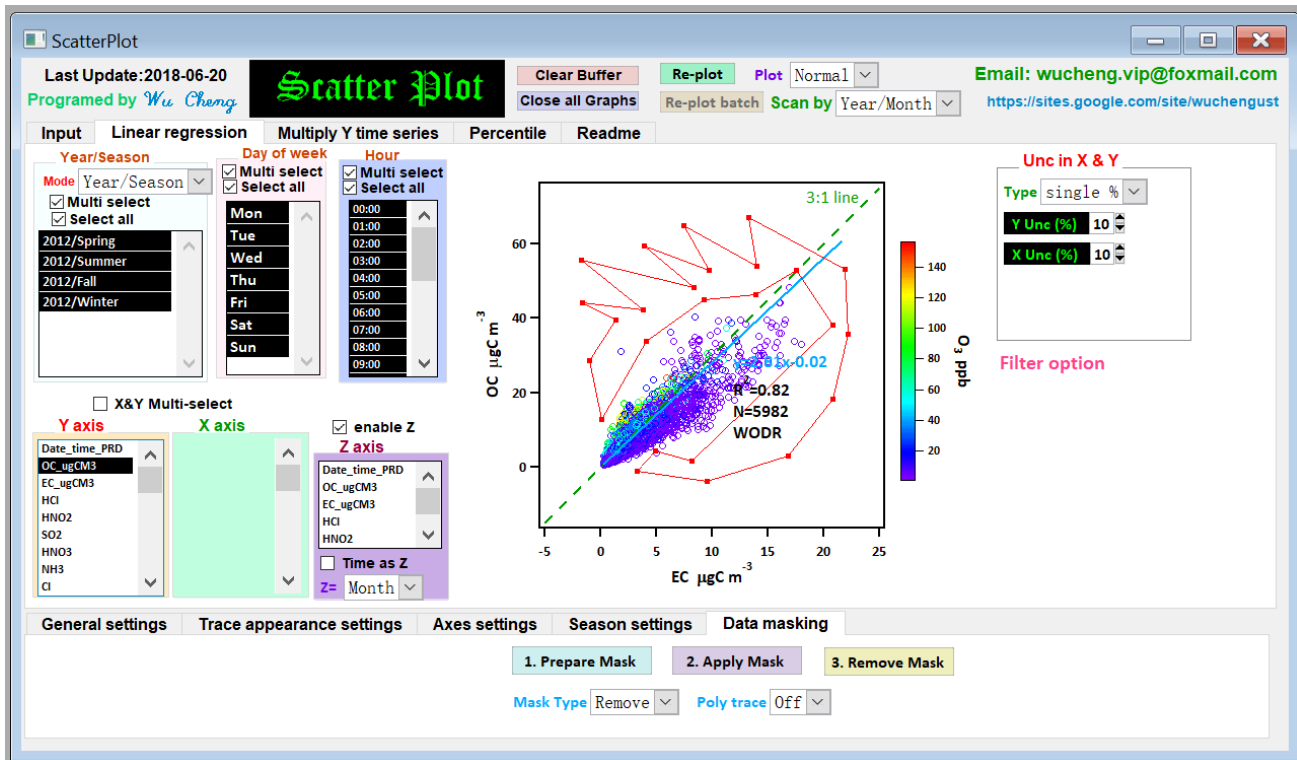 ScatterPlot
Last Update:2018-06-20
Programed by Wu Cheng
Scatter Plot
Clear Buffer
Close all Graphs
Re-plot
Plot Normal
Re-plot batch
Scan by Year/Month
Email: wucheng.vip@foxmail.com
https://sites.google.com/site/wuchengust
Input
Linear regression
Multiply Y time series
Percentile
Readme
Year/Season
Mode Year/Season
Multi select
Select all
2012/Spring
2012/Summer
2012/Fall
2012/Winter
Day of week
Multi select
Select all
Mon
Tue
Wed
Thu
Fri
Sat
Sun
Hour
Multi select
Select all
00:00
01:00
02:00
03:00
04:00
05:00
06:00
07:00
08:00
09:00
X&Y Multi-select
Y axis
Date_time_PRD
OC_ugCM3
EC_ugCM3
HCl
HNO2
SO2
HNO3
NH3
Cl
X axis
enable Z
Z axis
Date_time_PRD
OC_ugCM3
EC_ugCM3
HCl
HNO2
Time as Z
Z= Month
3:1 line
60
40
20
0
OC µgC m-3
R2=0.82
N=5982
WODR
-5 0 5 10 15 20 25
EC µgC m-3
140
120
100
80
60
40
20
O3 ppb
Unc in X & Y
Type single %
Y Unc (%) 10
X Unc (%) 10
Filter option
General settings
Trace appearance settings
Axes settings
Season settings
Data masking
1. Prepare Mask
2. Apply Mask
3. Remove Mask
Mask Type Remove
Poly trace Off